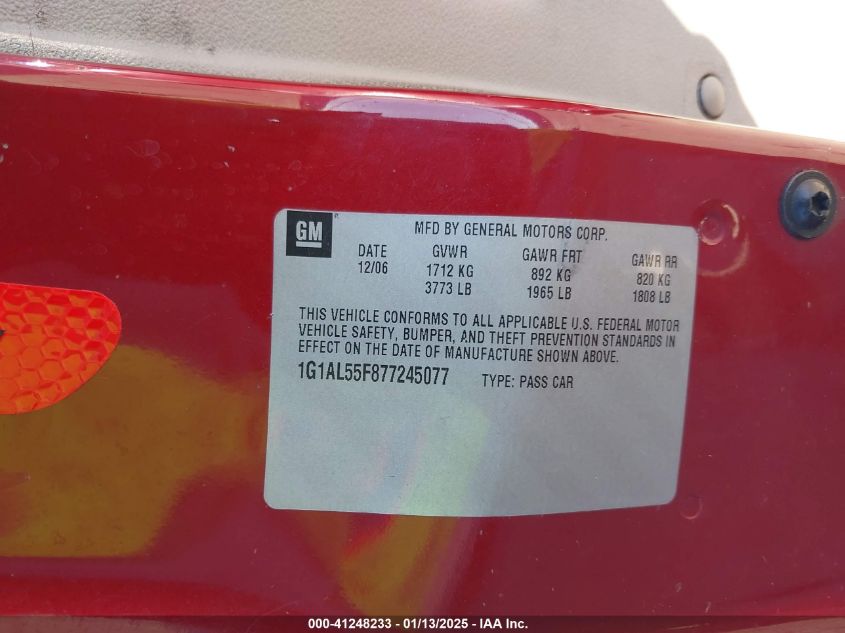 GM
MFD BY GENERAL MOTORS CORP.
DATE GVWR GAWR FRT GAWR RR
12/06 1712 KG 892 KG 820 KG
3773 LB 1965 LB 1808 LB
THIS VEHICLE CONFORMS TO ALL APPLICABLE U.S. FEDERAL MOTOR
VEHICLE SAFETY, BUMPER, AND THEFT PREVENTION STANDARDS IN
EFFECT ON THE DATE OF MANUFACTURE SHOWN ABOVE.
1G1AL55F877245077 TYPE: PASS CAR
000-41248233 — 01/13/2025 — IAA Inc.